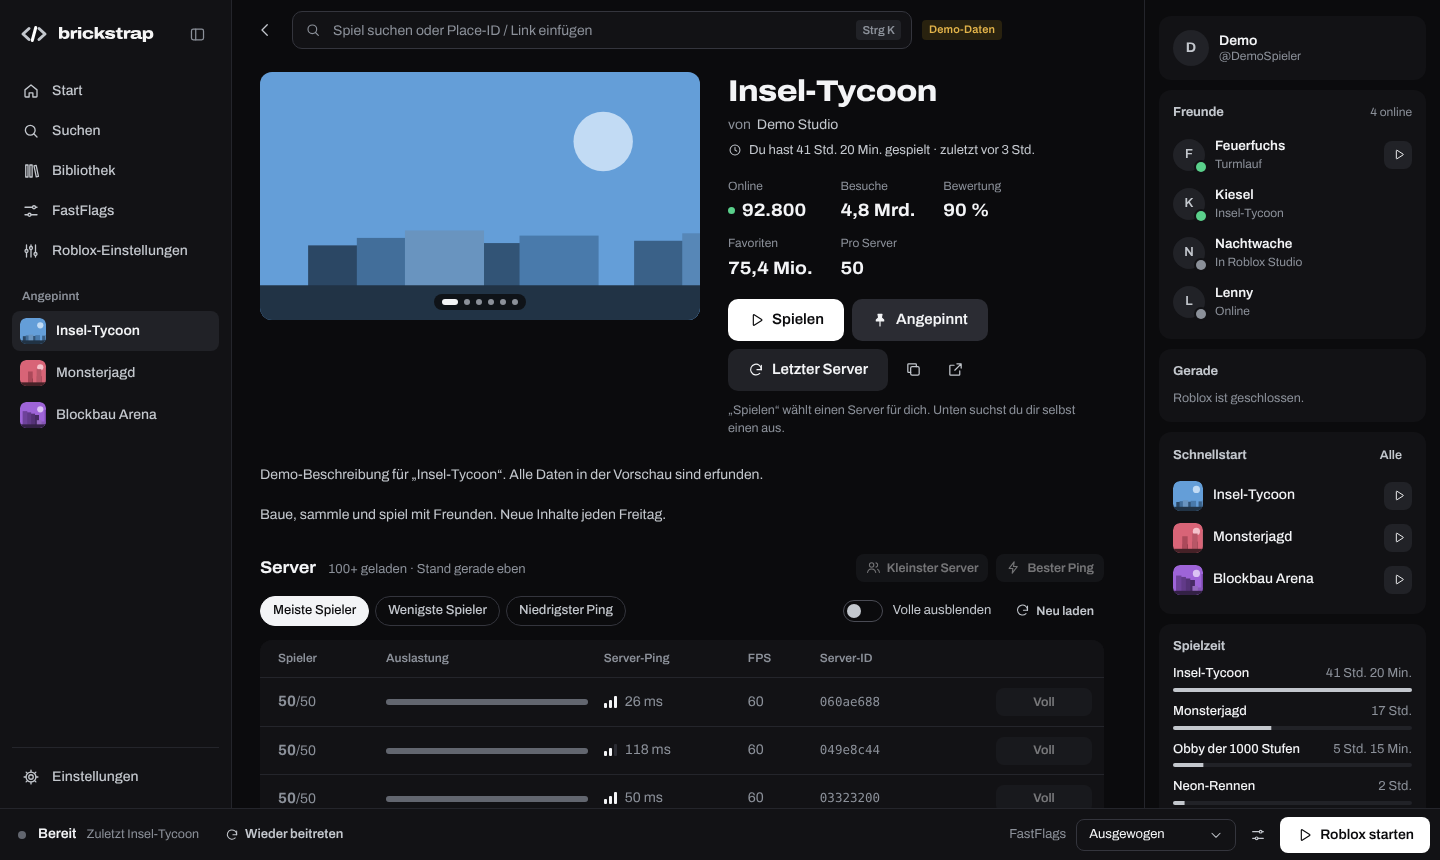 brickstrap
Start
Suchen
Bibliothek
FastFlags
Roblox-Einstellungen
Angepinnt
Insel-Tycoon
Monsterjagd
Blockbau Arena
Einstellungen
Spiel suchen oder Place-ID / Link einfügen
Strg K
Demo-Daten
Insel-Tycoon
von Demo Studio
Du hast 41 Std. 20 Min. gespielt · zuletzt vor 3 Std.
Online Besuche Bewertung
92.800 4,8 Mrd. 90 %
Favoriten Pro Server
75,4 Mio. 50
Spielen Angepinnt
Letzter Server
„Spielen“ wählt einen Server für dich. Unten suchst du dir selbst
einen aus.
Demo-Beschreibung für „Insel-Tycoon“. Alle Daten in der Vorschau sind erfunden.
Baue, sammle und spiel mit Freunden. Neue Inhalte jeden Freitag.
Server 100+ geladen · Stand gerade eben Kleinster Server Bester Ping
Meiste Spieler Wenigste Spieler Niedrigster Ping Volle ausblenden Neu laden
Spieler Auslastung Server-Ping FPS Server-ID
50/50 26 ms 60 060ae688 Voll
50/50 118 ms 60 049e8c44 Voll
50/50 50 ms 60 03323200 Voll
D
Demo
@DemoSpieler
Freunde 4 online
F
Feuerfuchs
Turmlauf
K
Kiesel
Insel-Tycoon
N
Nachtwache
In Roblox Studio
L
Lenny
Online
Gerade
Roblox ist geschlossen.
Schnellstart Alle
Insel-Tycoon
Monsterjagd
Blockbau Arena
Spielzeit
Insel-Tycoon 41 Std. 20 Min.
Monsterjagd 17 Std.
Obby der 1000 Stufen 5 Std. 15 Min.
Neon-Rennen 2 Std.
Bereit Zuletzt Insel-Tycoon Wieder beitreten FastFlags Ausgewogen Roblox starten